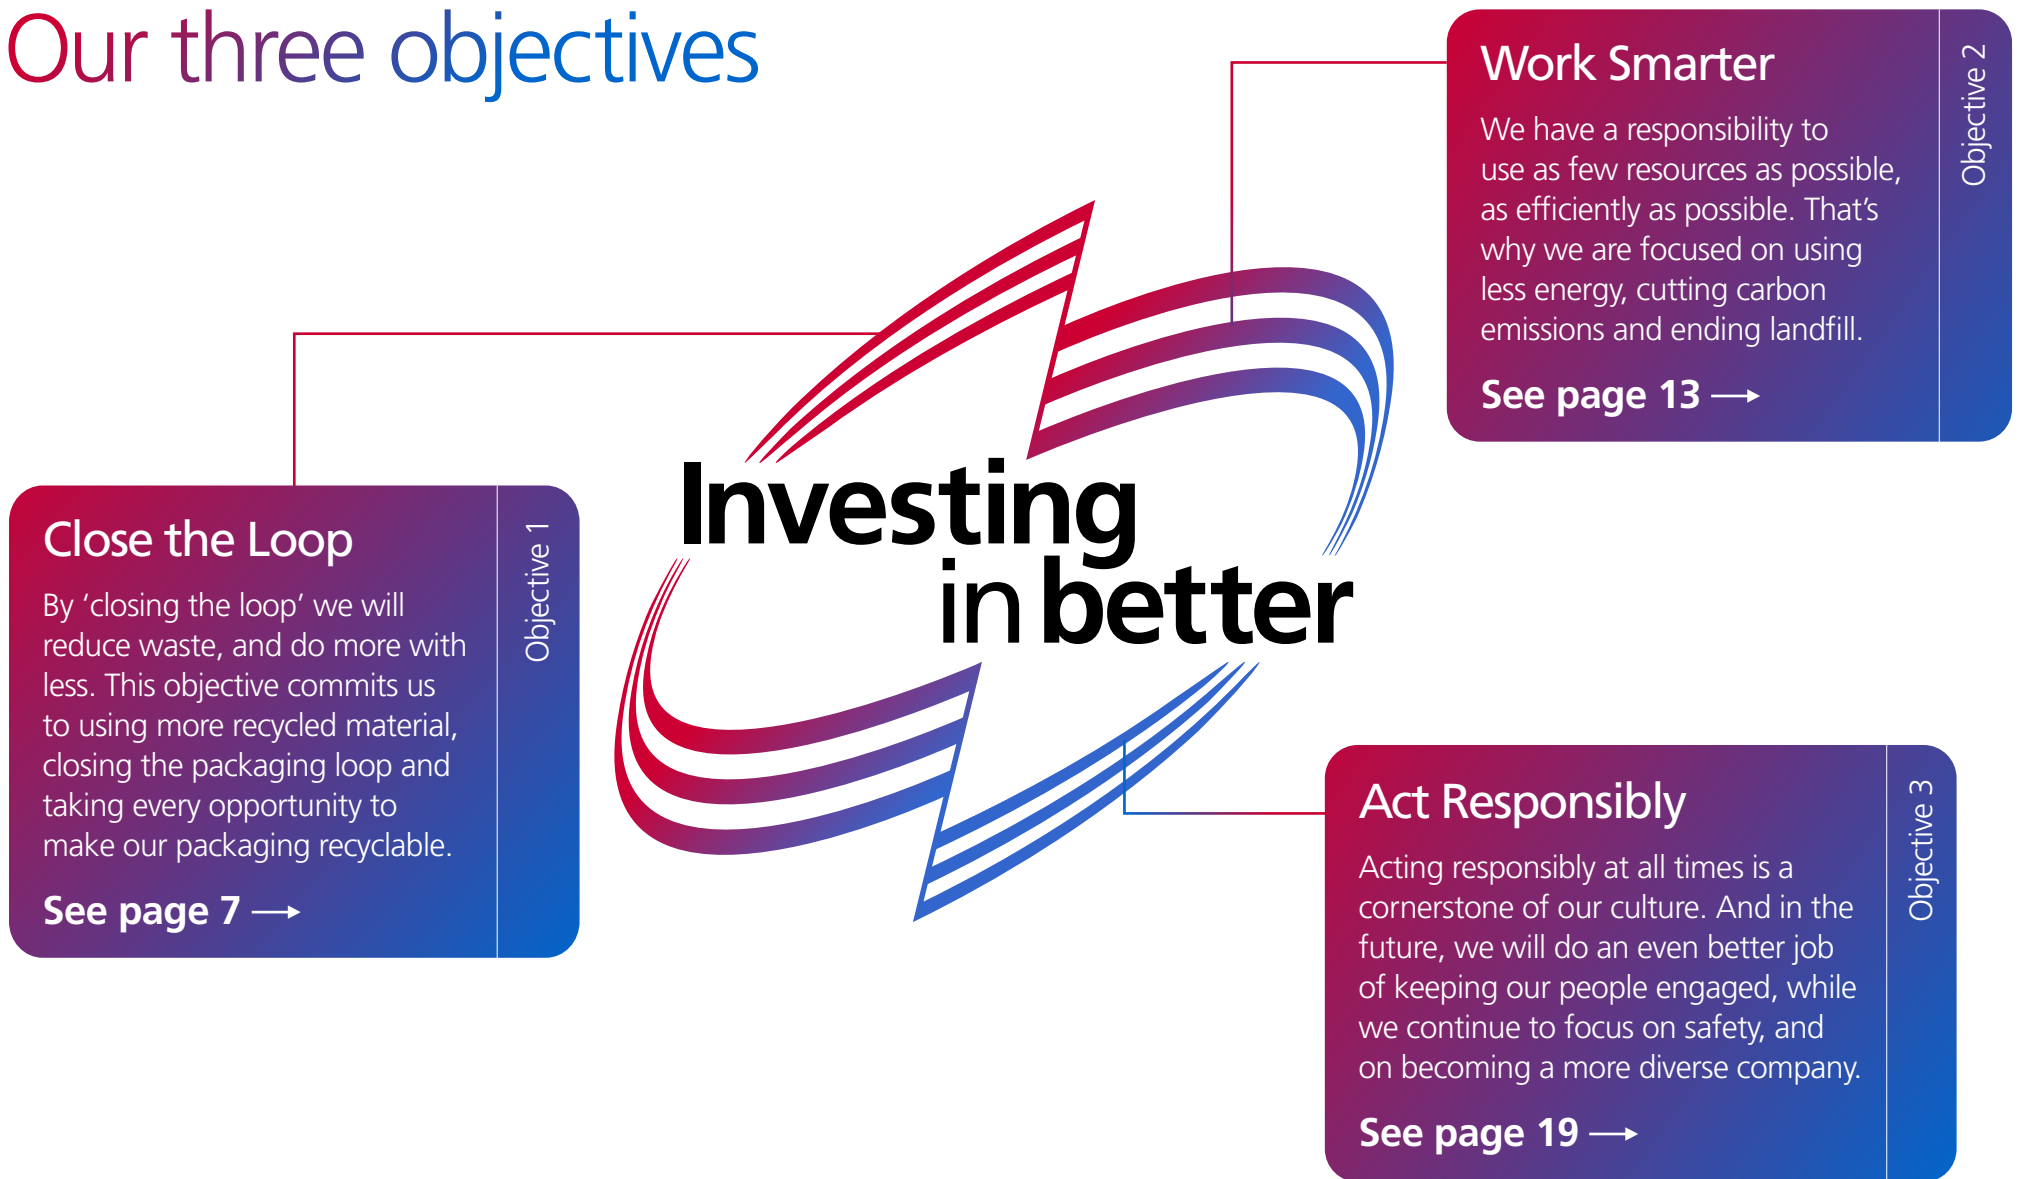 Our three objectives
Investing
in better
Close the Loop
Objective 1
By ‘closing the loop’ we will
reduce waste, and do more with
less. This objective commits us
to using more recycled material,
closing the packaging loop and
taking every opportunity to
make our packaging recyclable.
See page 7
Work Smarter
Objective 2
We have a responsibility to
use as few resources as possible,
as efficiently as possible. That’s
why we are focused on using
less energy, cutting carbon
emissions and ending landfill.
See page 13
Act Responsibly
Objective 3
Acting responsibly at all times is a
cornerstone of our culture. And in the
future, we will do an even better job
of keeping our people engaged, while
we continue to focus on safety, and
on becoming a more diverse company.
See page 19